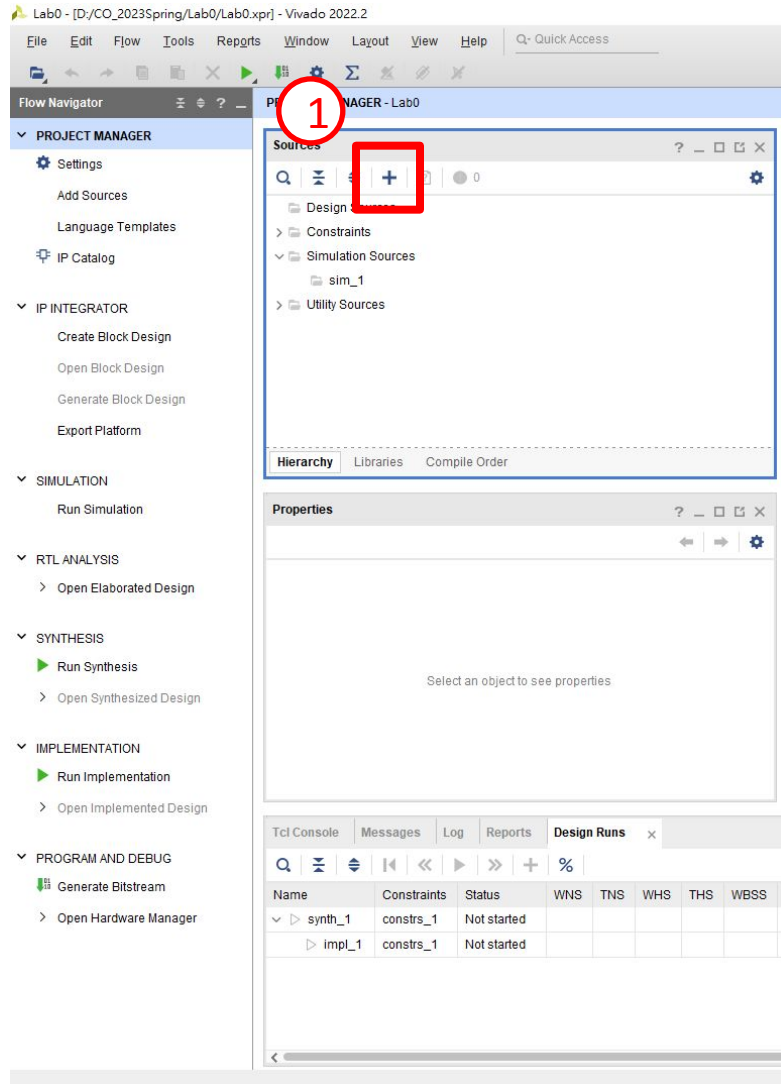 Lab0 - [D:/CO_2023Spring/Lab0/Lab0.xpr] - Vivado 2022.2
File Edit Flow Tools Reports Window Layout View Help Quick Access
Flow Navigator
PROJECT MANAGER
Settings
Add Sources
Language Templates
IP Catalog
IP INTEGRATOR
Create Block Design
Open Block Design
Generate Block Design
Export Platform
SIMULATION
Run Simulation
RTL ANALYSIS
Open Elaborated Design
SYNTHESIS
Run Synthesis
Open Synthesized Design
IMPLEMENTATION
Run Implementation
Open Implemented Design
PROGRAM AND DEBUG
Generate Bitstream
Open Hardware Manager
- Lab0
1
Sources
0
Design
Constraints
Simulation Sources
sim_1
Utility Sources
Hierarchy Libraries Compile Order
Properties
Select an object to see properties
Tcl Console Messages Log Reports Design Runs
%
Name Constraints Status WNS TNS WHS THS WBSS
synth_1 constrs_1 Not started
impl_1 constrs_1 Not started